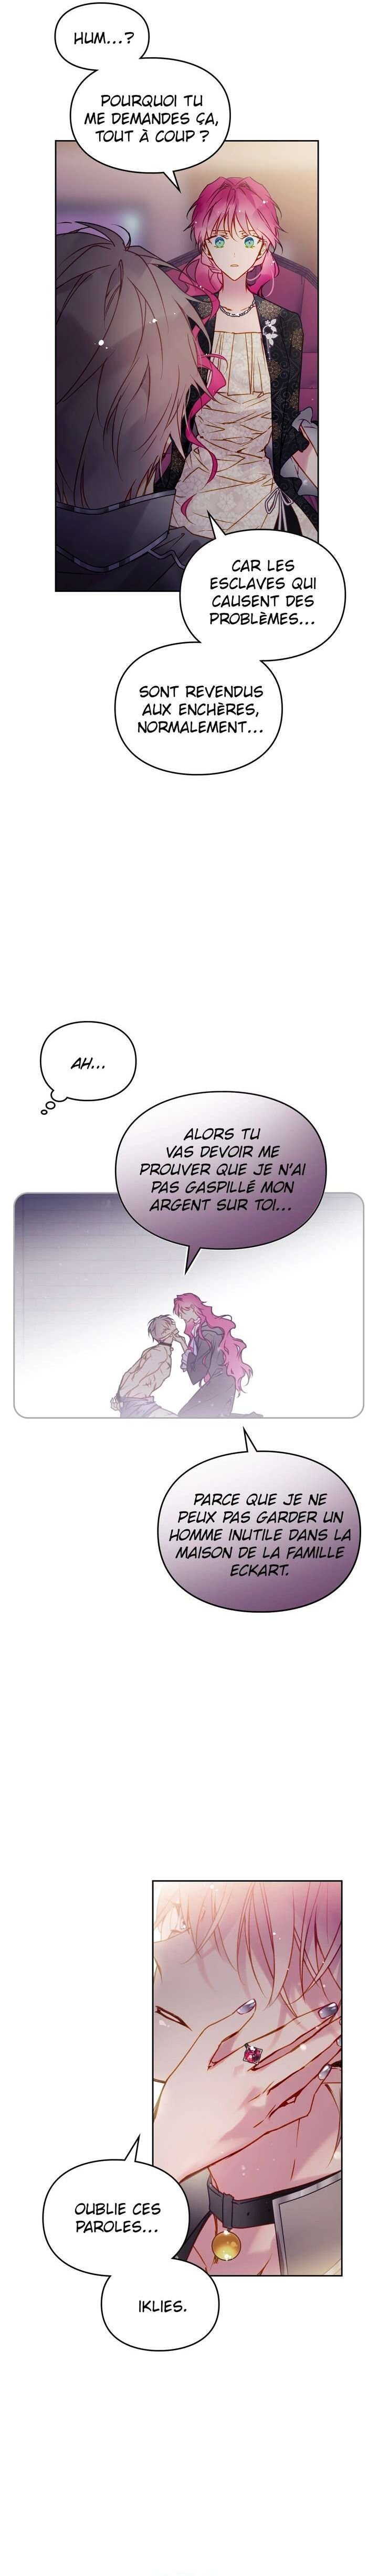 HUM...?
POURQUOI TU
ME DEMANDES ÇA,
TOUT À COUP ?
CAR LES
ESCLAVES QUI
CAUSENT DES
PROBLÈMES...
SONT REVENDUS
AUX ENCHÈRES,
NORMALEMENT...
AH...
ALORS TU
VAS DEVOIR ME
PROUVER QUE JE N'AI
PAS GASPILLÉ MON
ARGENT SUR TOI...
PARCE QUE JE NE
PEUX PAS GARDER UN
HOMME INUTILE DANS LA
MAISON DE LA FAMILLE
ECKART.
OUBLIE CES
PAROLES...
IKLIES.